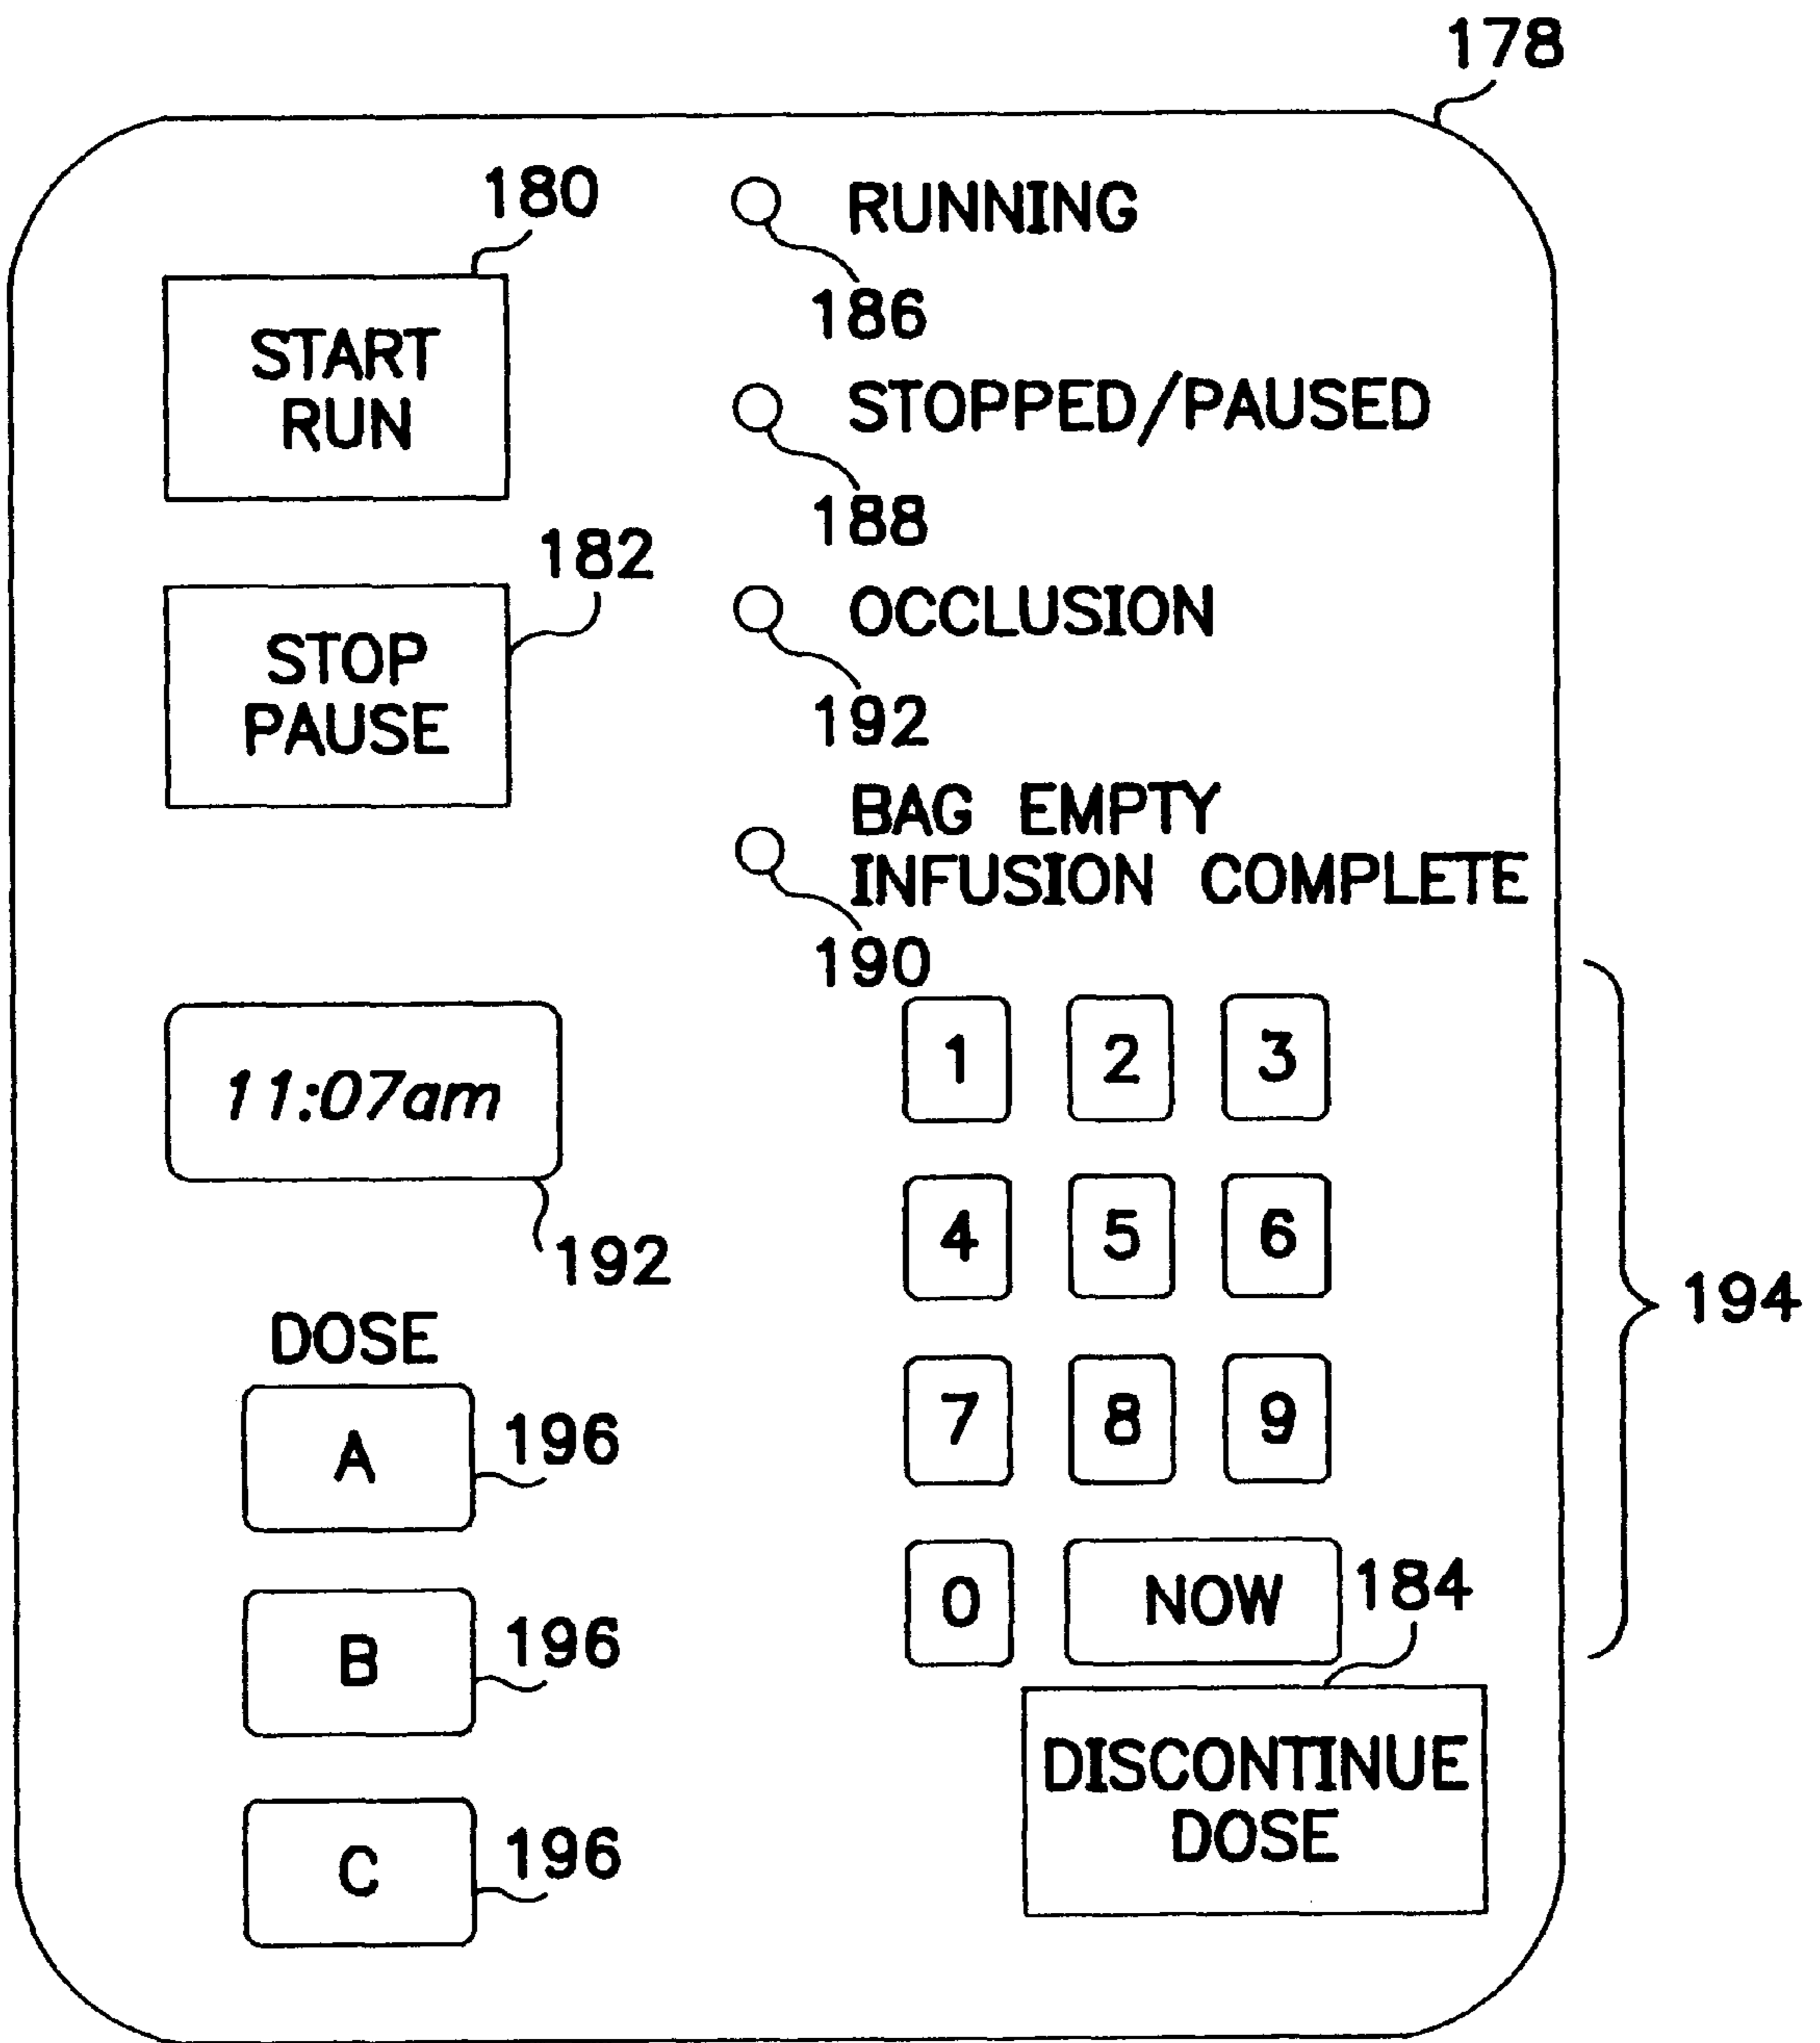 178
180
RUNNING
186
START
RUN
STOPPED/PAUSED
188
182
OCCLUSION
192
STOP
PAUSE
BAG EMPTY
INFUSION COMPLETE
190
11:07am
192
1 2 3
4 5 6
7 8 9
0 NOW
194
184
DOSE
A 196
B 196
C 196
DISCONTINUE
DOSE